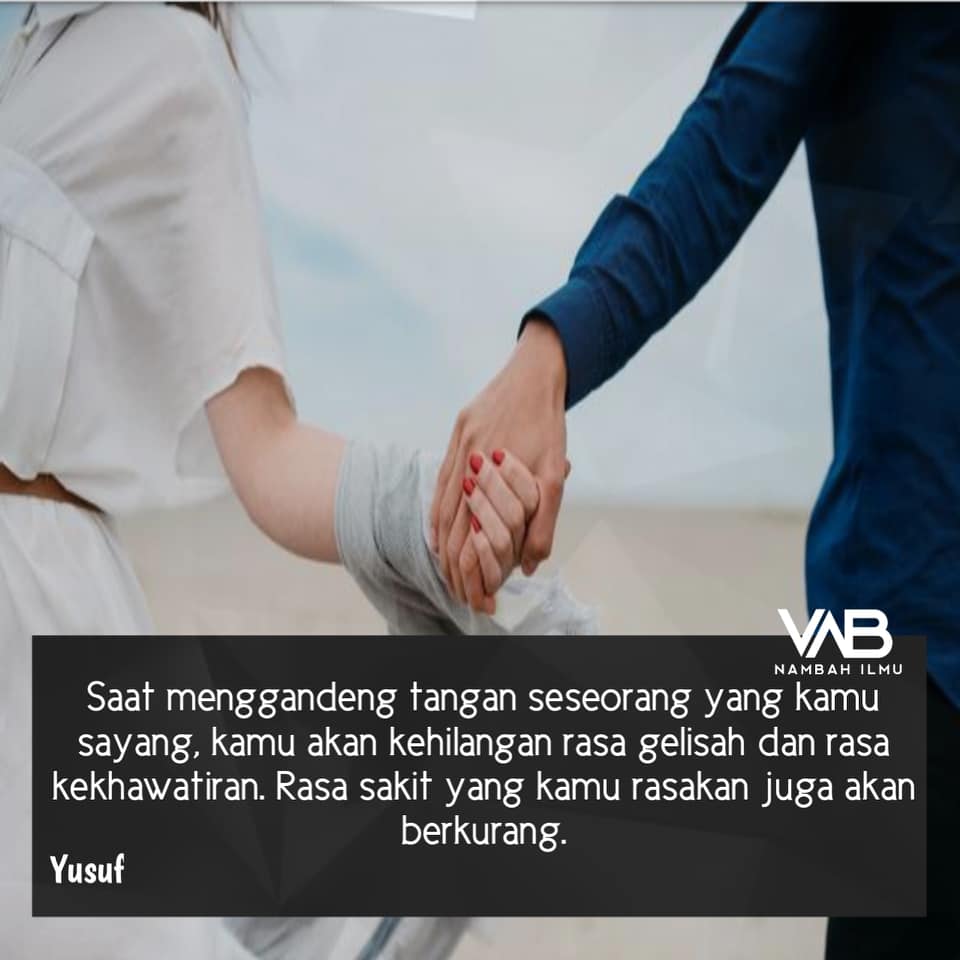 VAB
NAMBAH ILMU
Saat menggandeng tangan seseorang yang kamu
sayang, kamu akan kehilangan rasa gelisah dan rasa
kekhawatiran. Rasa sakit yang kamu rasakan juga akan
berkurang.
Yusuf